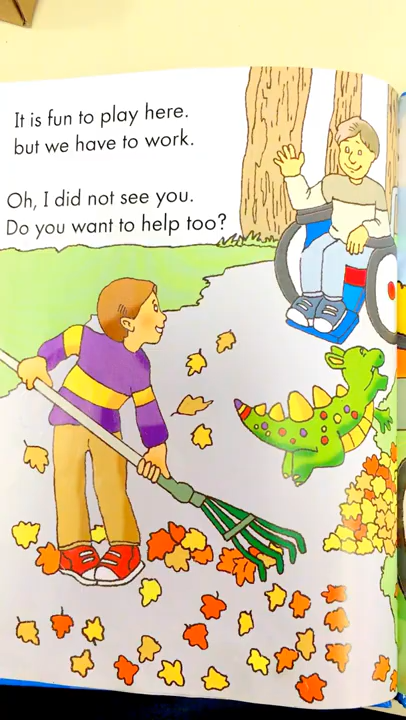 It is fun to play here.
but we have to work.
Oh, I did not see you.
Do you want to help too?